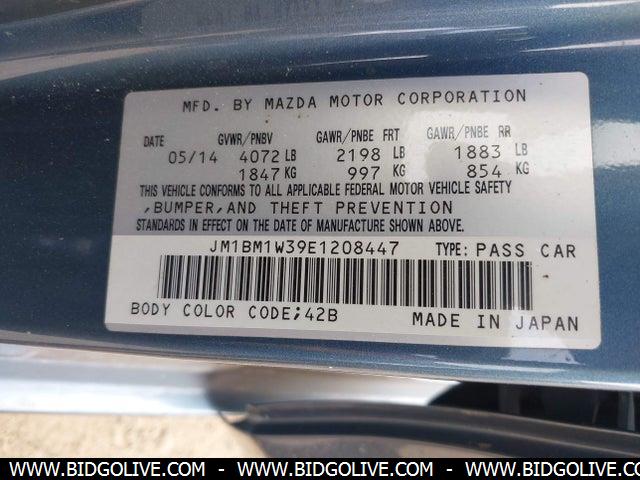 MFD. BY MAZDA MOTOR CORPORATION
DATE GVWR/PNBV GAWR/PNBE FRT GAWR/PNBE RR
05/14 4072 LB 2198 LB 1883 LB
1847 KG 997 KG 854 KG
THIS VEHICLE CONFORMS TO ALL APPLICABLE FEDERAL MOTOR VEHICLE SAFETY
,BUMPER,AND THEFT PREVENTION
STANDARDS IN EFFECT ON THE DATE OF MANUFACTURE SHOWN ABOVE.
JM1BM1W39E1208447 TYPE: PASS CAR
BODY COLOR CODE;42B MADE IN JAPAN
WWW.BIDGOLIVE.COM - WWW.BIDGOLIVE.COM - WWW.BIDGOLIVE.COM